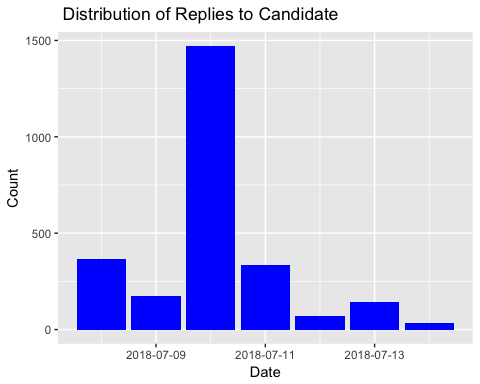 Distribution of Replies to Candidate
1500
1000
500
0
Count
2018-07-09 2018-07-11 2018-07-13
Date